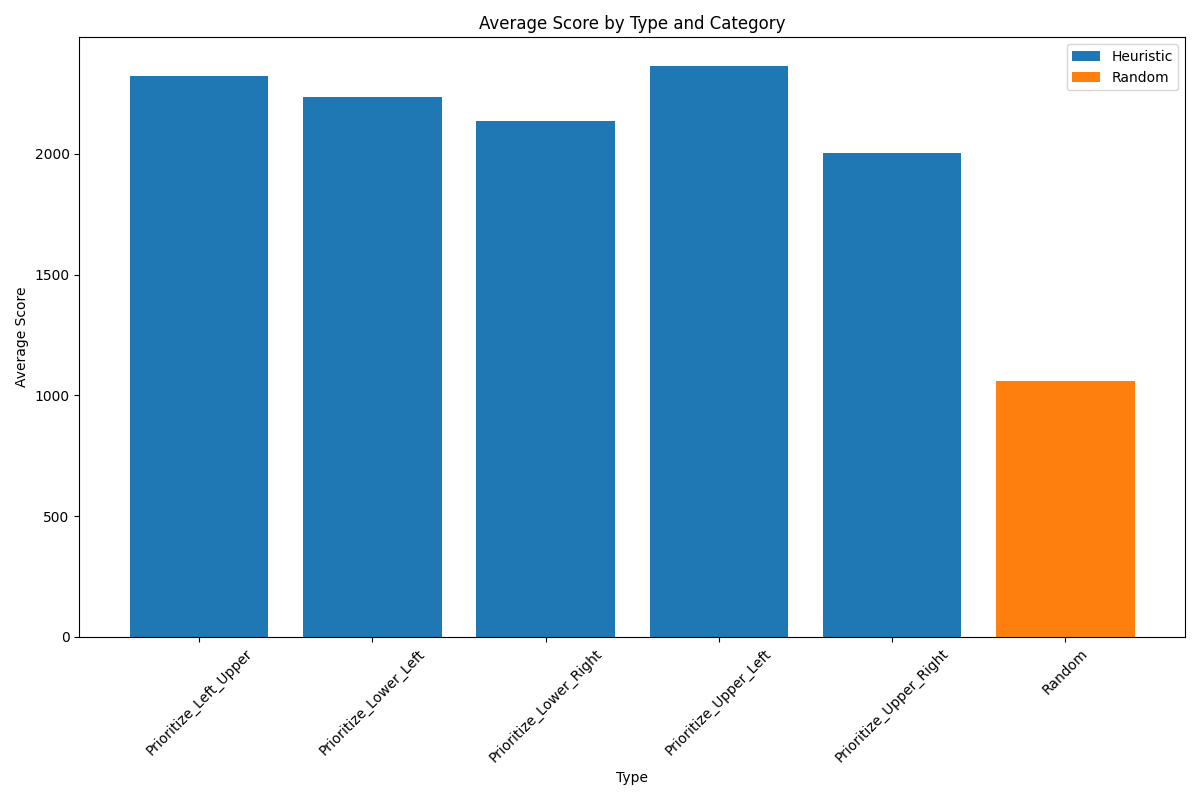 Average Score by Type and Category
Heuristic
Random
Average Score
2000
1500
1000
500
0
Prioritize_Left_Upper
Prioritize_Lower_Left
Prioritize_Lower_Right
Prioritize_Upper_Left
Prioritize_Upper_Right
Random
Type